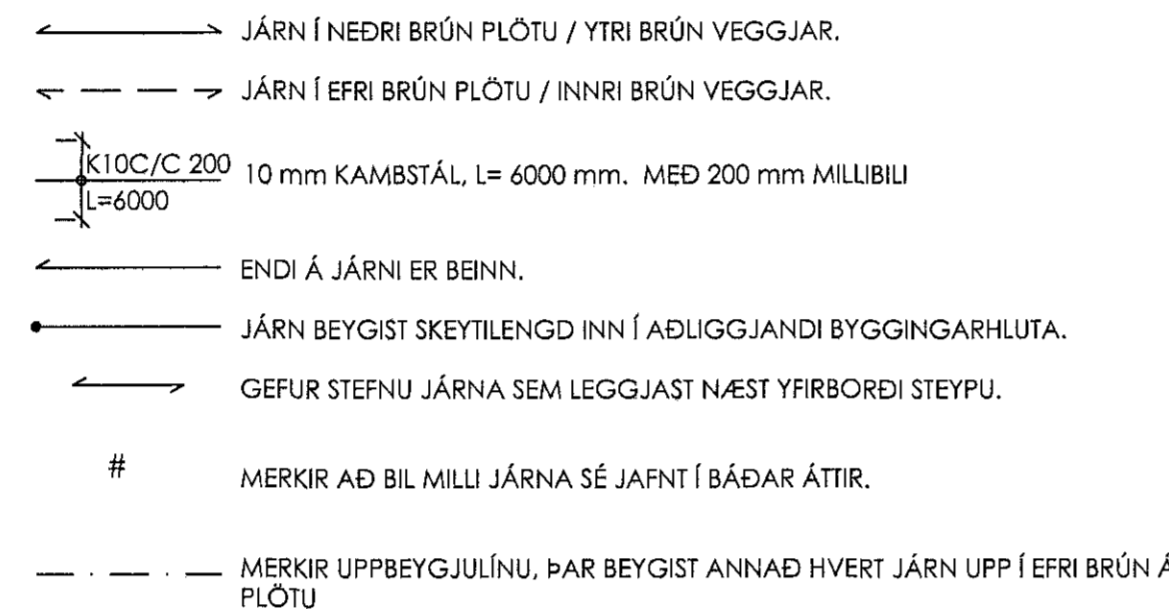 JÁRN Í NEÐRI BRÚN PLÖTU / YTRI BRÚN VEGGJAR.
JÁRN Í EFRI BRÚN PLÖTU / INNRI BRÚN VEGGJAR.
K10C/C 200
L=6000
10 mm KAMBSTÁL, L= 6000 mm. MEÐ 200 mm MILLIBILI
ENDI Á JÁRNI ER BEINN.
JÁRN BEYGIST SKEYTILENGD INN Í AÐLIGGJANDI BYGGINGARHLUTA.
GEFUR STEFNU JÁRNA SEM LEGGJAST NÆST YFIRBORÐI STEYPU.
# MERKIR AÐ BIL MILLI JÁRNA SÉ JAFNT Í BÁÐAR ÁTTIR.
MERKIR UPPBEYGJULÍNU, ÞAR BEYGIST ANNAÐ HVERT JÁRN UPP Í EFRI BRÚN Á
PLÖTU